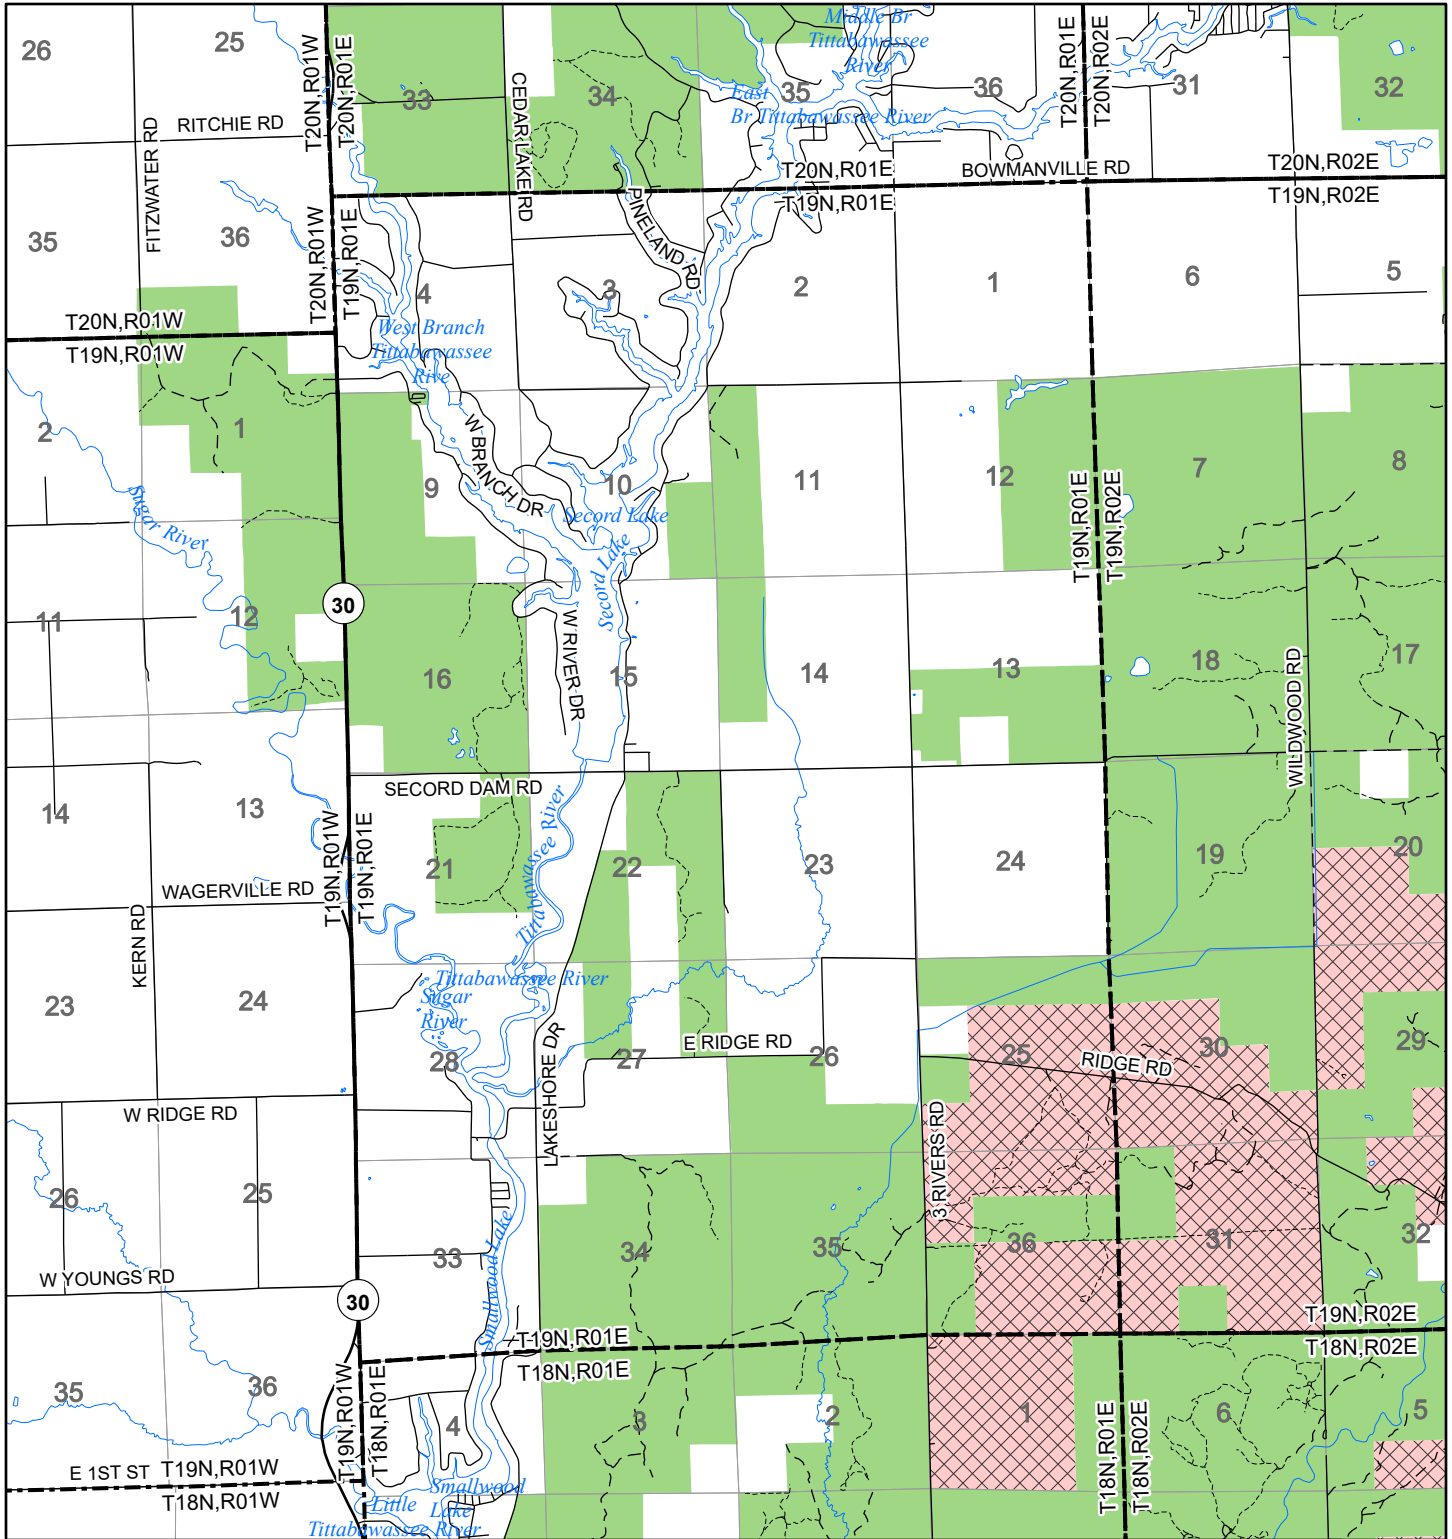 26
25
33
34
35
36
31
32
Middle Br
Tittabawassee
River
East
Br Tittabawassee River
T20N,R01W
T20N,R01E
T20N,R01E
T20N,R02E
RITCHIE RD
FITZWATER RD
CEDAR LAKE RD
PINELAND RD
T20N,R01E
T19N,R01E
BOWMANVILLE RD
T20N,R02E
T19N,R02E
35
36
T20N,R01W
T19N,R01E
4
3
2
1
6
5
T20N,R01W
T19N,R01W
West Branch
Tittabawassee
Rive
2
1
9
10
11
12
7
8
W BRANCH DR
Sugar River
Secord Lake
Secord Lake
T19N,R01E
T19N,R02E
30
11
12
16
15
14
13
18
17
W RIVER DR
WILDWOOD RD
SECORD DAM RD
14
13
21
22
23
24
19
20
T19N,R01W
T19N,R01E
Tittabawassee River
WAGERVILLE RD
KERN RD
23
24
Tittabawassee River
Sugar
River
28
27
26
25
30
29
LAKESHORE DR
E RIDGE RD
RIDGE RD
W RIDGE RD
3 RIVERS RD
26
25
33
34
35
36
31
32
Smallwood Lake
W YOUNGS RD
30
T19N,R01E
T18N,R01E
T19N,R02E
T18N,R02E
35
36
T19N,R01W
T18N,R01E
4
3
2
1
6
5
T18N,R01E
T18N,R02E
E 1ST ST
T19N,R01W
T18N,R01W
Smallwood
Lake
Little
Tittabawassee River